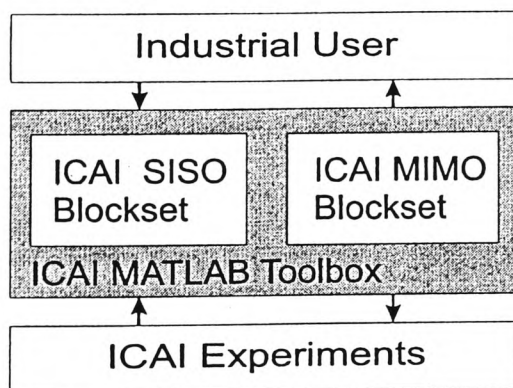 Industrial User
ICAI SISO
Blockset
ICAI MIMO
Blockset
ICAI MATLAB Toolbox
ICAI Experiments